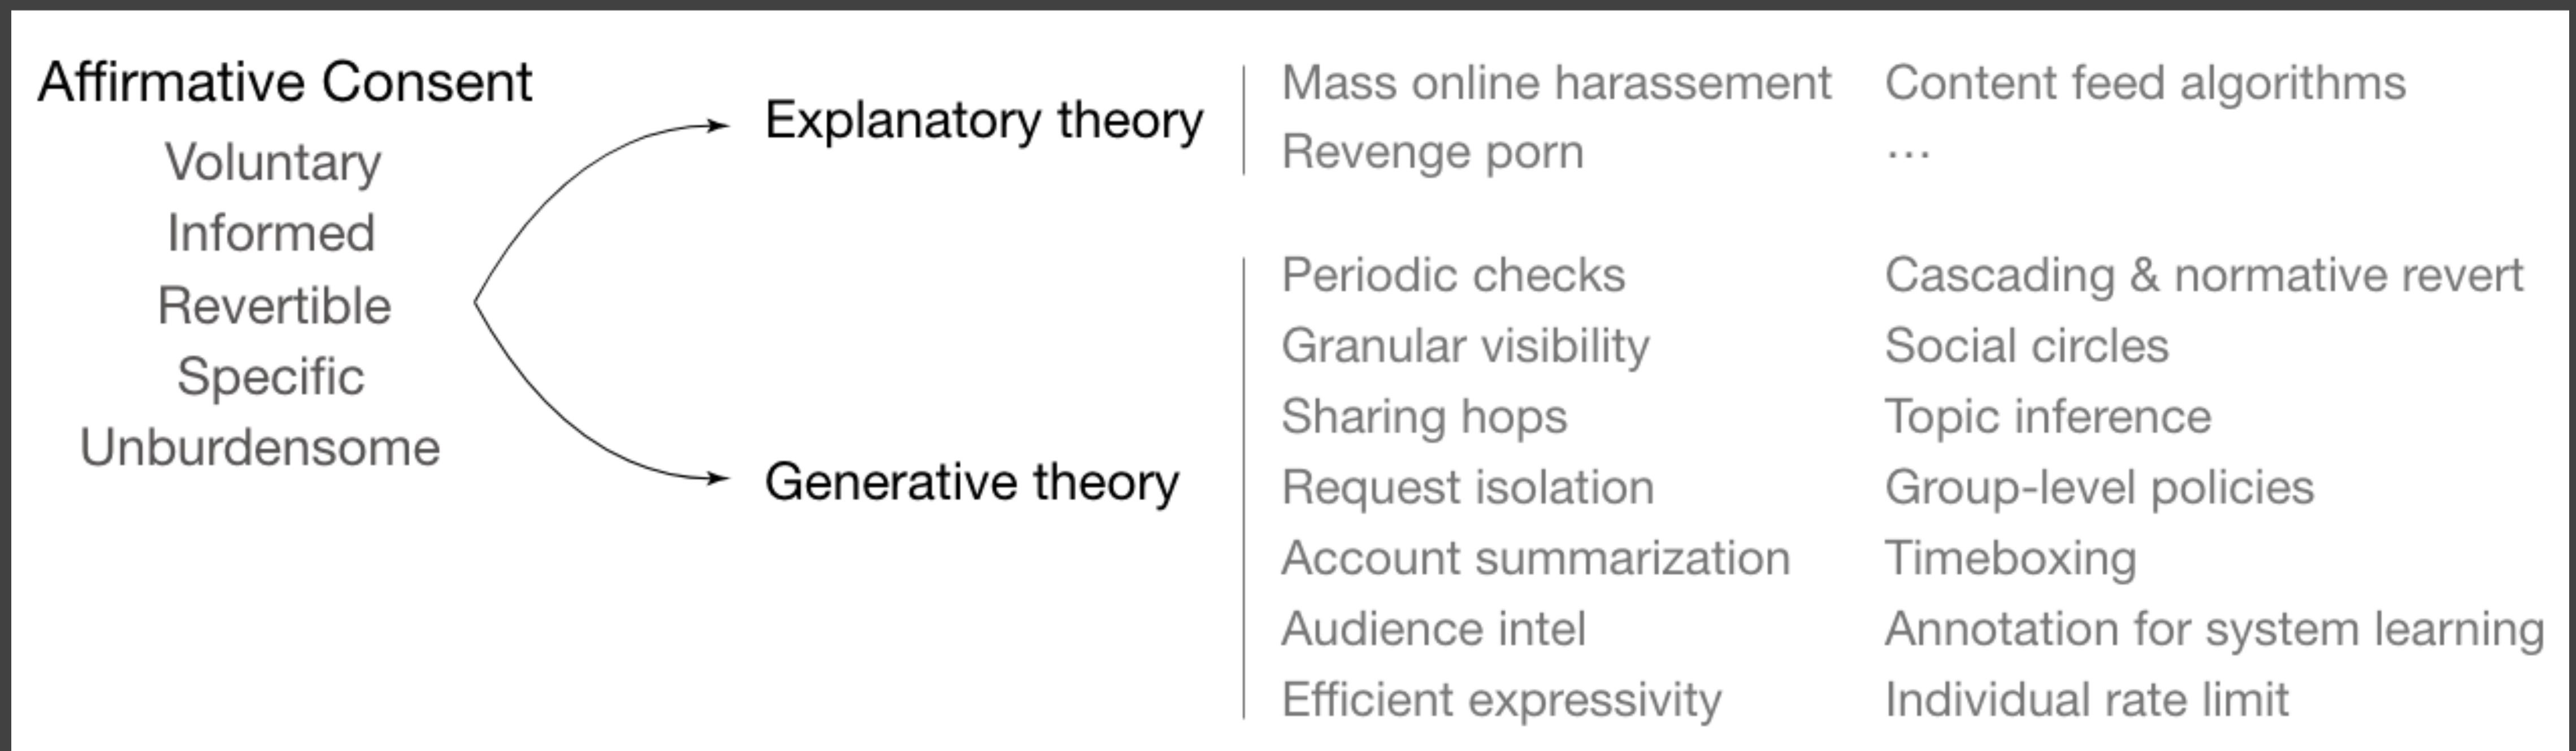 Affirmative Consent
Voluntary
Informed
Revertible
Specific
Unburdensome
Explanatory theory
Mass online harassement
Revenge porn
Content feed algorithms
...
Generative theory
Periodic checks
Granular visibility
Sharing hops
Request isolation
Account summarization
Audience intel
Efficient expressivity
Cascading & normative revert
Social circles
Topic inference
Group-level policies
Timeboxing
Annotation for system learning
Individual rate limit